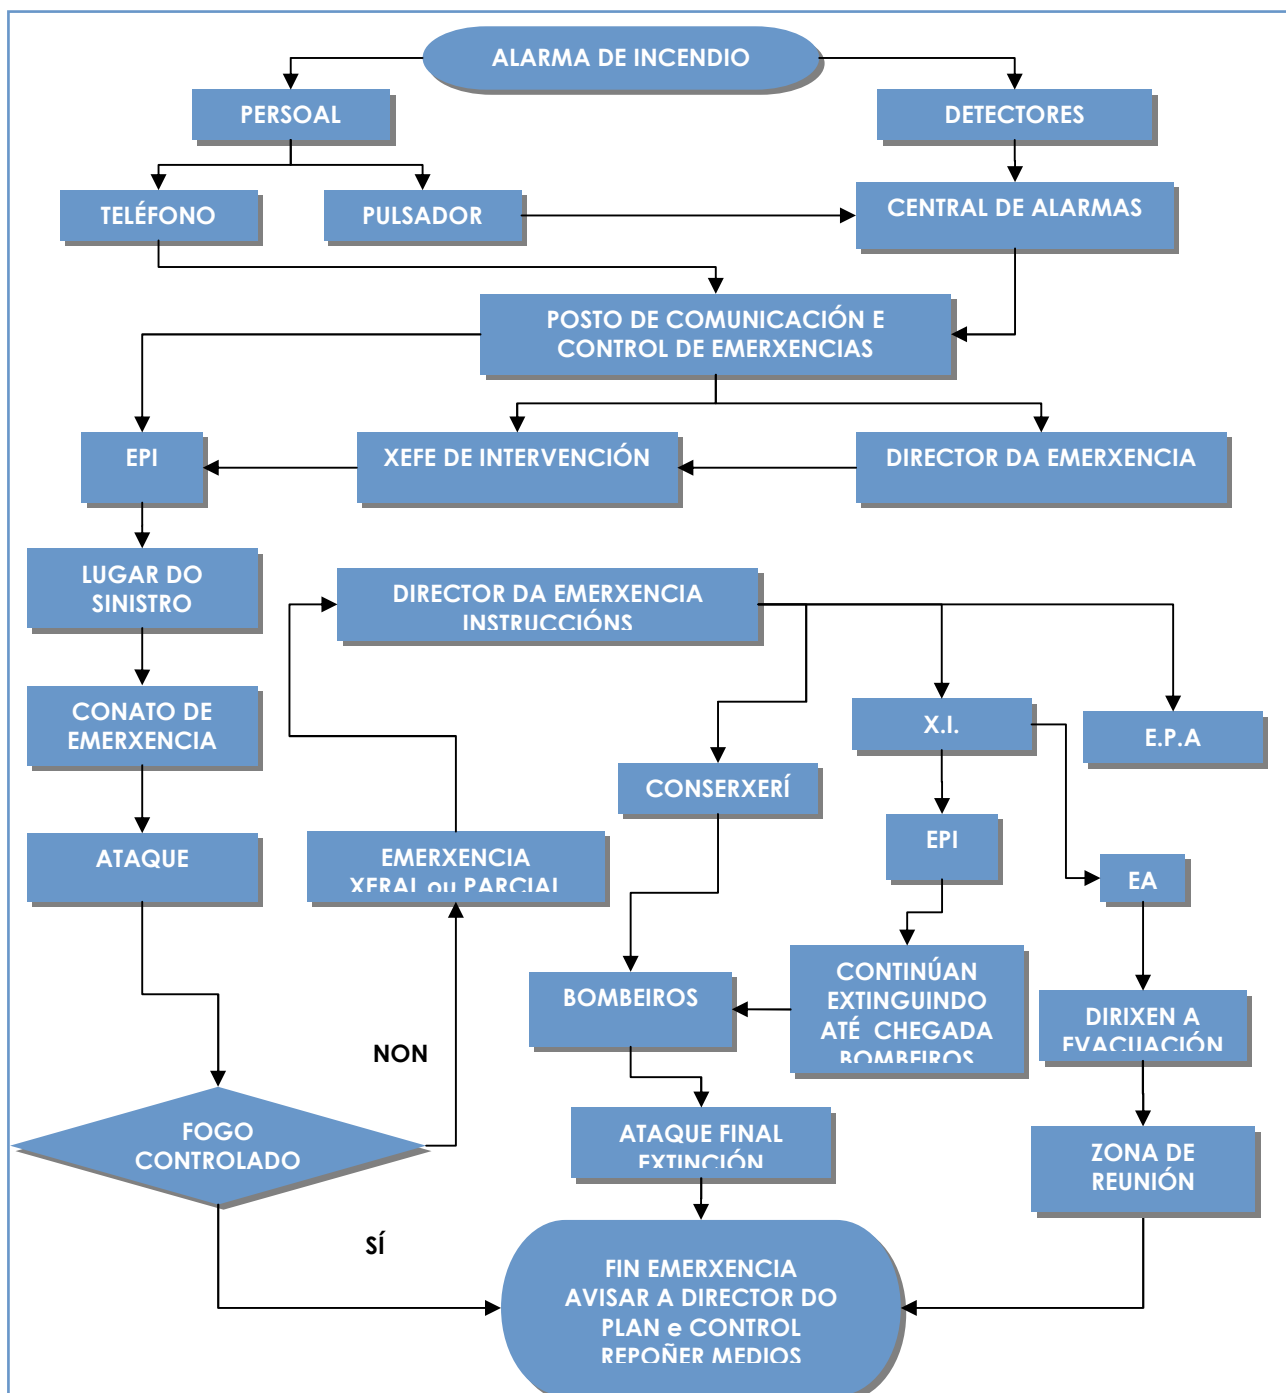 ALARMA DE INCENDIO
PERSOAL
DETECTORES
TELÉFONO
PULSADOR
CENTRAL DE ALARMAS
POSTO DE COMUNICACIÓN E
CONTROL DE EMERXENCIAS
EPI
XEFE DE INTERVENCIÓN
DIRECTOR DA EMERXENCIA
LUGAR DO
SINISTRO
DIRECTOR DA EMERXENCIA
INSTRUCCIÓNS
CONATO DE
EMERXENCIA
X.I.
E.P.A
CONSERXERÍ
ATAQUE
EMERXENCIA
XERAL ou PARCIAL
EPI
EA
BOMBEIROS
CONTINÚAN
EXTINGUINDO
ATÉ CHEGADA
BOMBEIROS
DIRIXEN A
EVACUACIÓN
NON
FOGO
CONTROLADO
ATAQUE FINAL
EXTINCIÓN
ZONA DE
REUNIÓN
SÍ
FIN EMERXENCIA
AVISAR A DIRECTOR DO
PLAN e CONTROL
REPOÑER MEDIOS